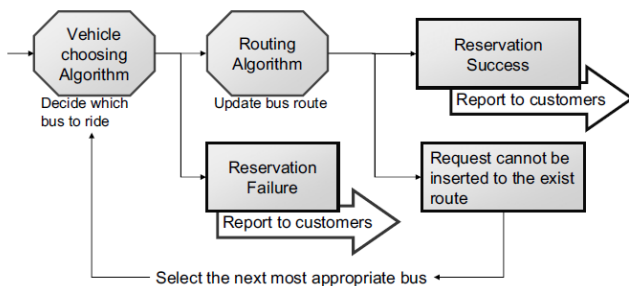 Vehicle
choosing
Algorithm
Decide which
bus to ride
Routing
Algorithm
Update bus route
Reservation
Success
Report to customers
Reservation
Failure
Report to customers
Request cannot be
inserted to the exist
route
Select the next most appropriate bus